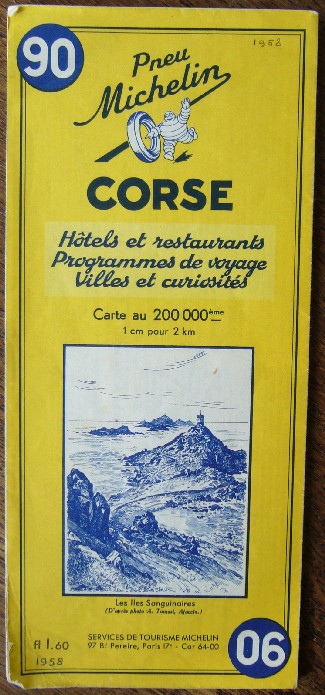 90
1958
Pneu
Michelin
CORSE
Hôtels et restaurants
Programmes de voyage
Villes et curiosités
Carte au 200 000ème
1 cm pour 2 km
Les Iles Sanguinaires
(D'après photo A. Tomasi, Ajaccio.)
fl 1.60
1958
SERVICES DE TOURISME MICHELIN
97 Bd Pereire, Paris 17e - Car 64-00
06